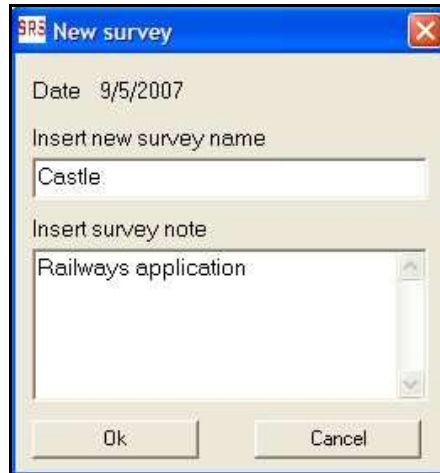 SRS New survey
Date 9/5/2007
Insert new survey name
Castle
Insert survey note
Railways application
Ok Cancel